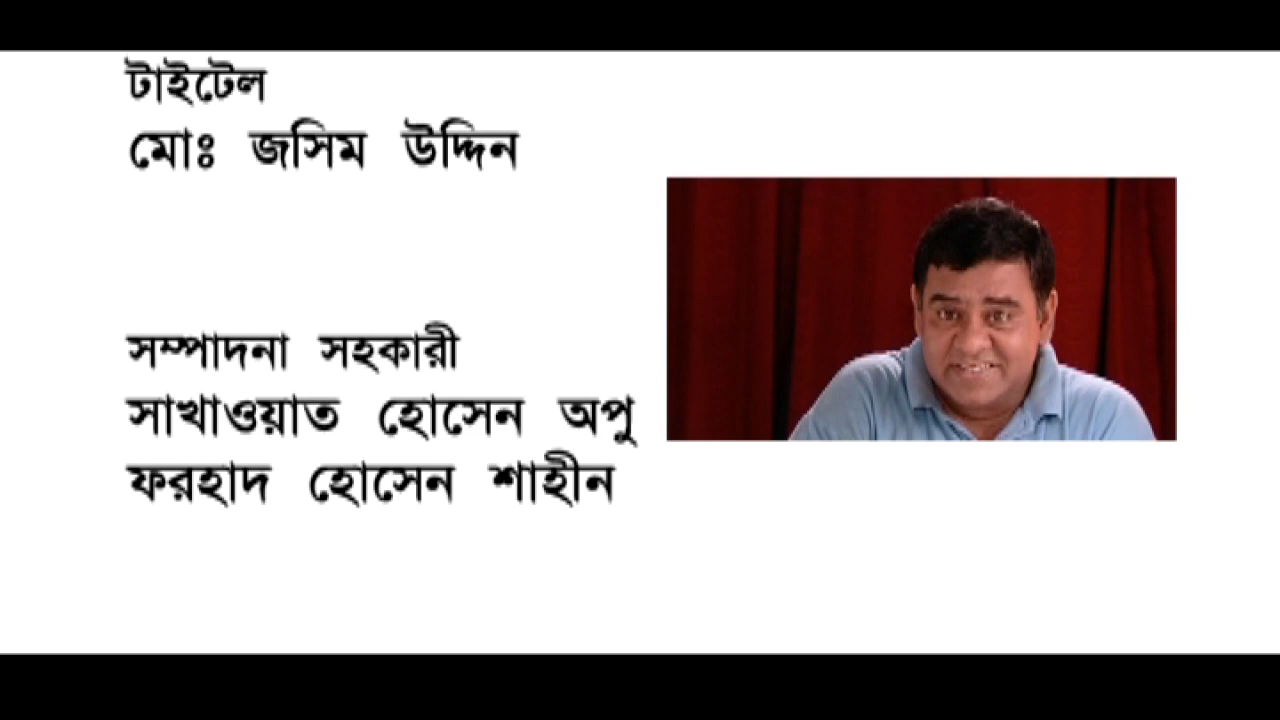 টাইটেল
মোঃ জসিম উদ্দিন
সম্পাদনা সহকারী
সাখাওয়াত হোসেন অপু
ফরহাদ হোসেন শাহীন